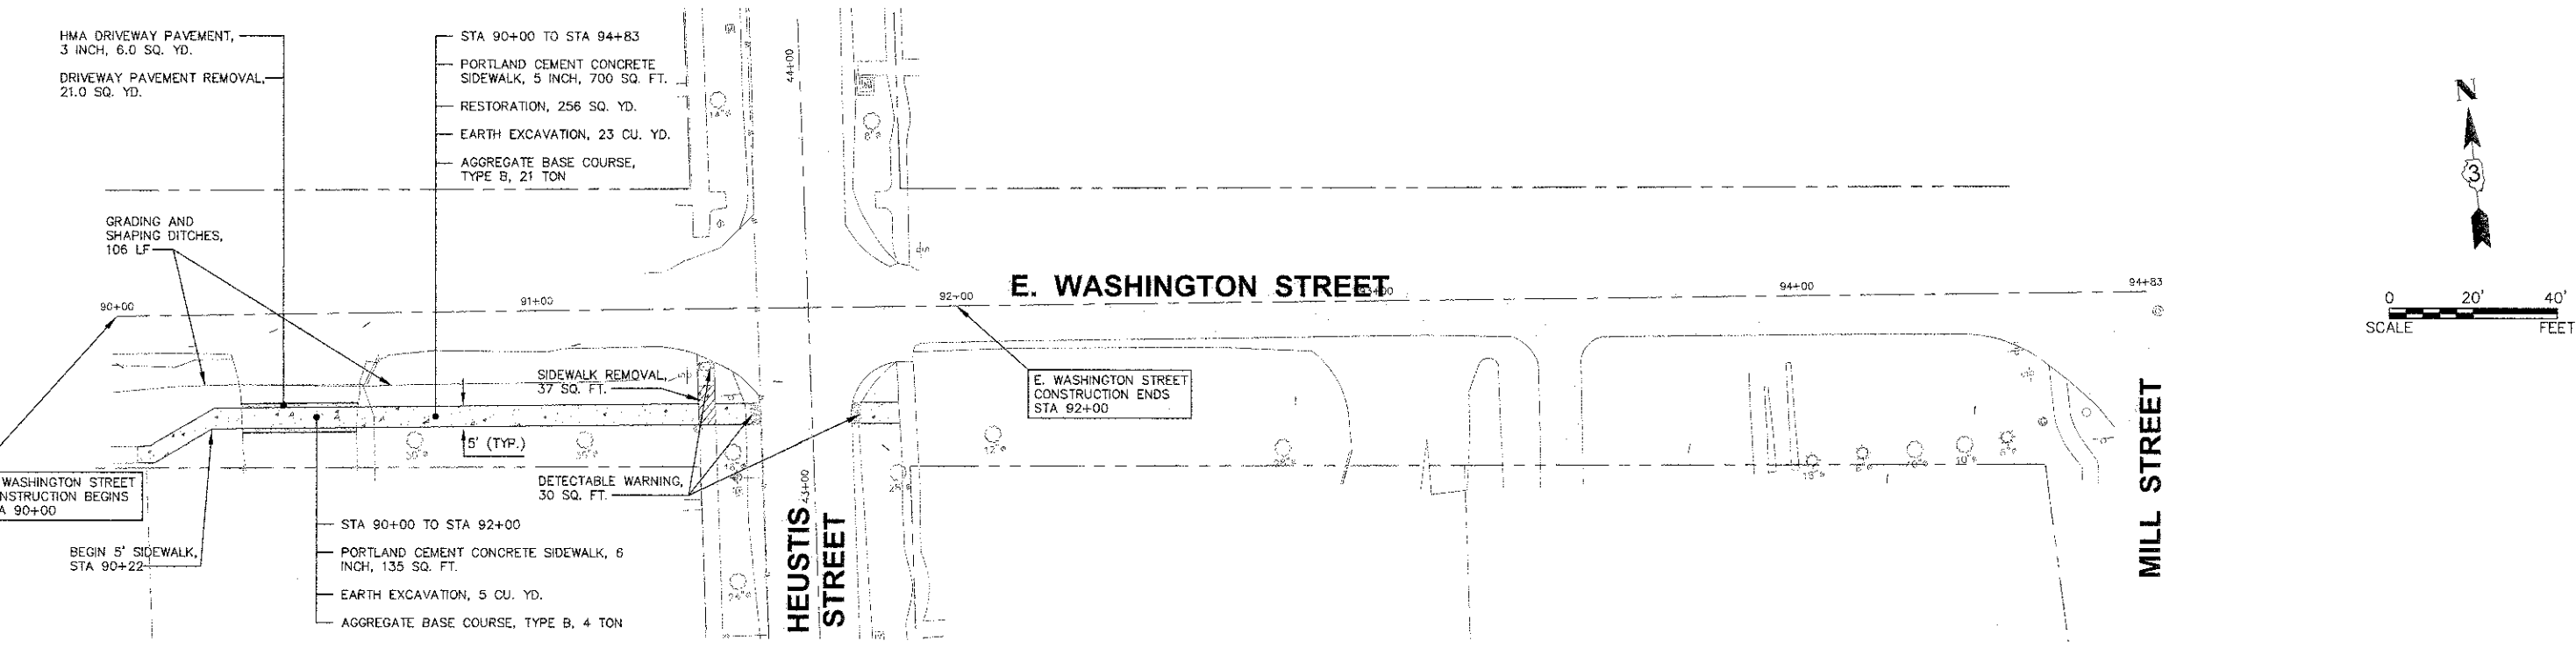 HMA DRIVEWAY PAVEMENT,
3 INCH, 6.0 SQ. YD.
DRIVEWAY PAVEMENT REMOVAL,
21.0 SQ. YD.
STA 90+00 TO STA 94+83
PORTLAND CEMENT CONCRETE
SIDEWALK, 5 INCH, 700 SQ. FT.
RESTORATION, 256 SQ. YD.
EARTH EXCAVATION, 23 CU. YD.
AGGREGATE BASE COURSE,
TYPE B, 21 TON
44+00
N
3
GRADING AND
SHAPING DITCHES,
106 LF
90+00
91+00
92+00
E. WASHINGTON STREET
93+00
94+00
94+83
0 20' 40'
SCALE FEET
SIDEWALK REMOVAL,
37 SQ. FT.
E. WASHINGTON STREET
CONSTRUCTION ENDS
STA 92+00
5' (TYP.)
12"ø
WASHINGTON STREET
NSTRUCTION BEGINS
A 90+00
DETECTABLE WARNING,
30 SQ. FT.
43+00
HEUSTIS
STREET
MILL STREET
BEGIN 5' SIDEWALK,
STA 90+22
STA 90+00 TO STA 92+00
PORTLAND CEMENT CONCRETE SIDEWALK, 6
INCH, 135 SQ. FT.
EARTH EXCAVATION, 5 CU. YD.
AGGREGATE BASE COURSE, TYPE B, 4 TON